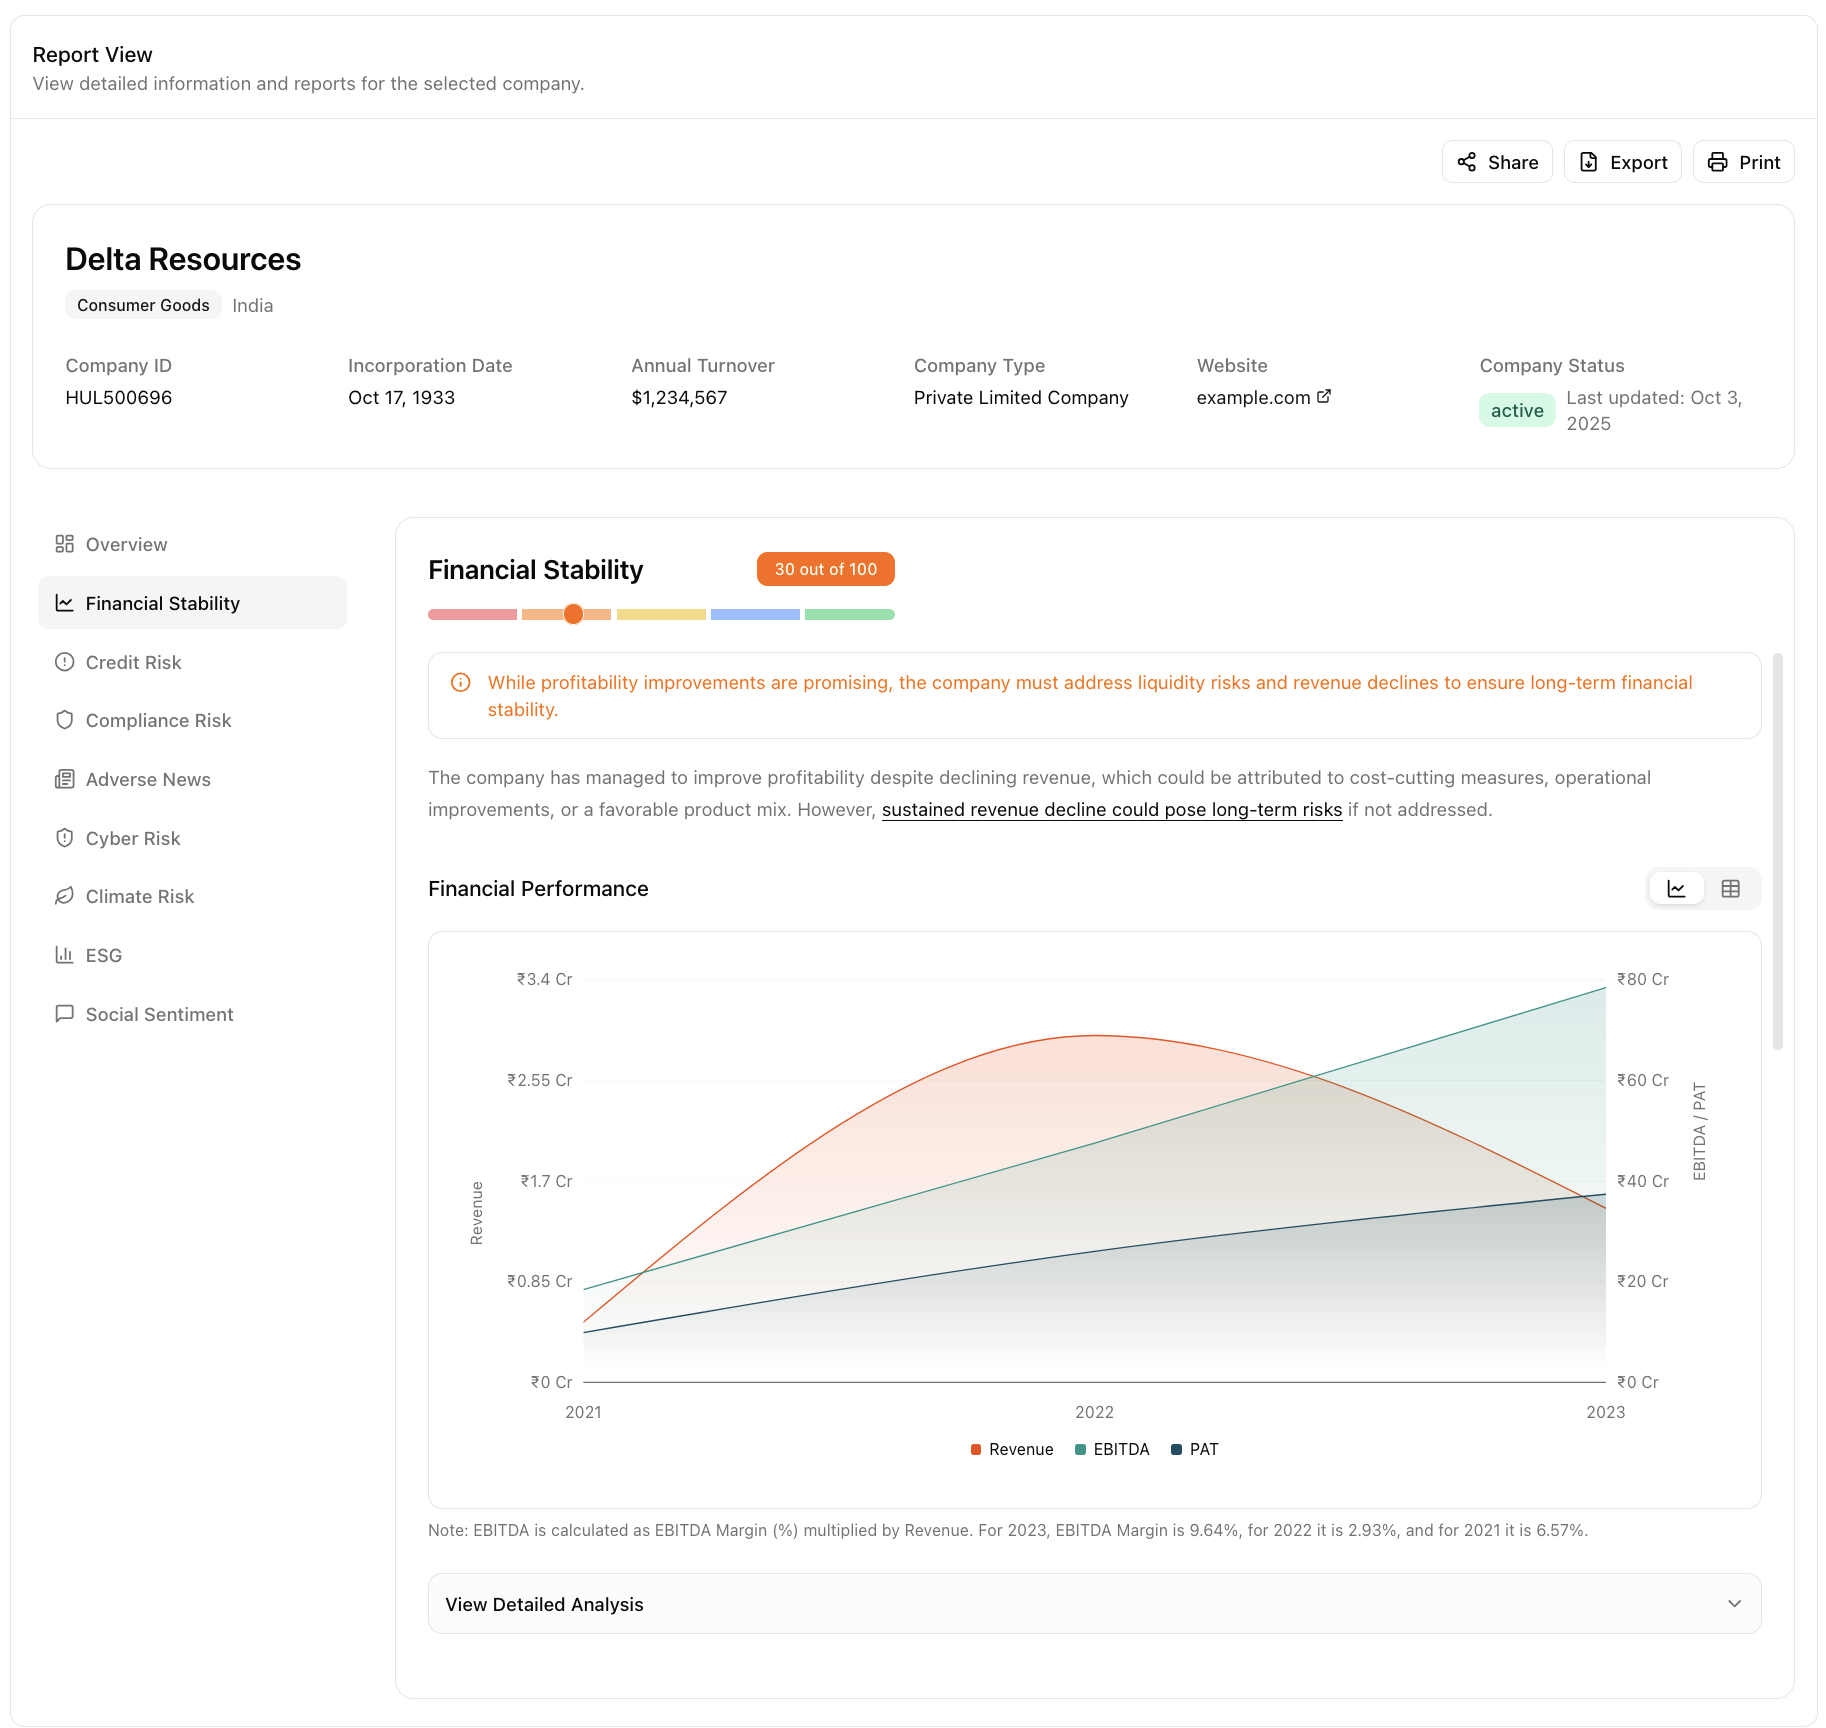 Report View
View detailed information and reports for the selected company.
Share
Export
Print
Delta Resources
Consumer Goods
India
Company ID
HUL500696
Incorporation Date
Oct 17, 1933
Annual Turnover
$1,234,567
Company Type
Private Limited Company
Website
example.com
Company Status
active
Last updated: Oct 3,
2025
Overview
Financial Stability
Credit Risk
Compliance Risk
Adverse News
Cyber Risk
Climate Risk
ESG
Social Sentiment
Financial Stability
30 out of 100
While profitability improvements are promising, the company must address liquidity risks and revenue declines to ensure long-term financial
stability.
The company has managed to improve profitability despite declining revenue, which could be attributed to cost-cutting measures, operational
improvements, or a favorable product mix. However, sustained revenue decline could pose long-term risks if not addressed.
Financial Performance
₹3.4 Cr
₹2.55 Cr
₹1.7 Cr
₹0.85 Cr
₹0 Cr
Revenue
₹80 Cr
₹60 Cr
₹40 Cr
₹20 Cr
₹0 Cr
EBITDA / PAT
2021
2022
2023
Revenue
EBITDA
PAT
Note: EBITDA is calculated as EBITDA Margin (%) multiplied by Revenue. For 2023, EBITDA Margin is 9.64%, for 2022 it is 2.93%, and for 2021 it is 6.57%.
View Detailed Analysis